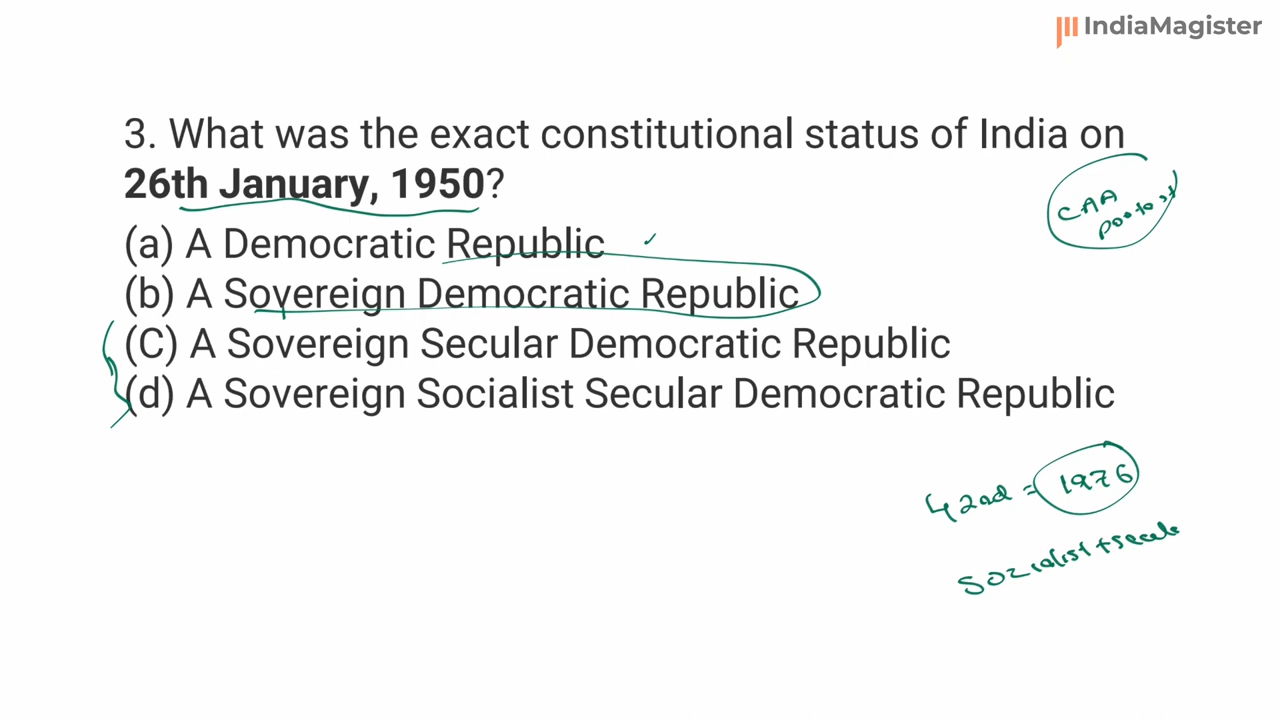 IndiaMagister
3. What was the exact constitutional status of India on
26th January, 1950?
(a) A Democratic Republic
(b) A Sovereign Democratic Republic
(C) A Sovereign Secular Democratic Republic
(d) A Sovereign Socialist Secular Democratic Republic
CAA
42nd = 1976
Socialist +